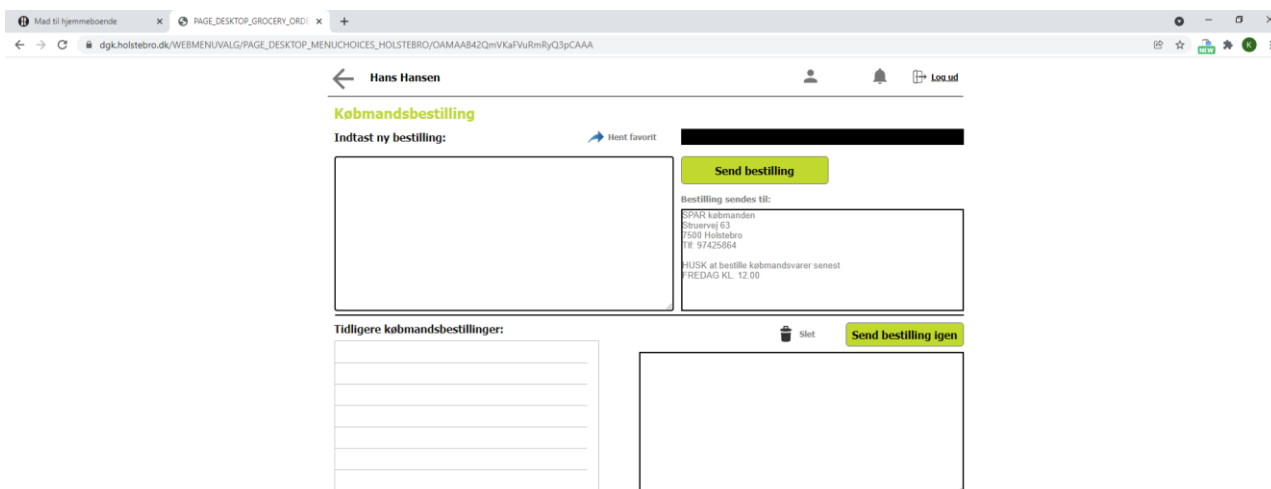 Mad til hjemmeboende
PAGE_DESKTOP_GROCERY_ORDE
dgk.holstebro.dk/WEBMENUVALG/PAGE_DESKTOP_MENUCHOICES_HOLSTEBRO/OAMAAB42QmVKaFVuRmRyQ3pCAAA
NEW
K
Hans Hansen
Log ud
Købmandsbestilling
Indtast ny bestilling:
Hent favorit
Send bestilling
Bestilling sendes til:
SPAR købmanden
Struervej 63
7500 Holstebro
Tlf: 97425864
HUSK at bestille købmandsvarer senest
FREDAG KL. 12.00
Tidligere købmandsbestillinger:
Slet
Send bestilling igen